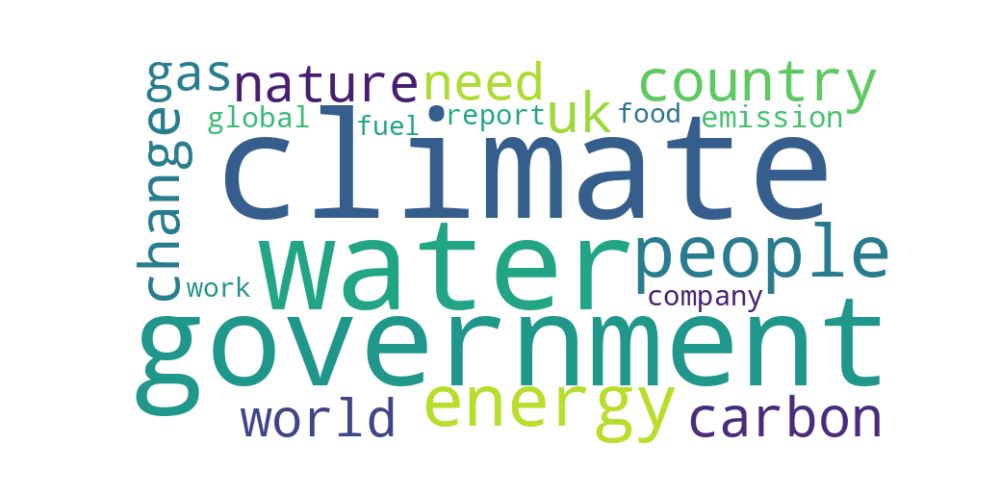 gas nature need country
global fuel report uk food emission
change climate
water people
work company
government
energy
world carbon